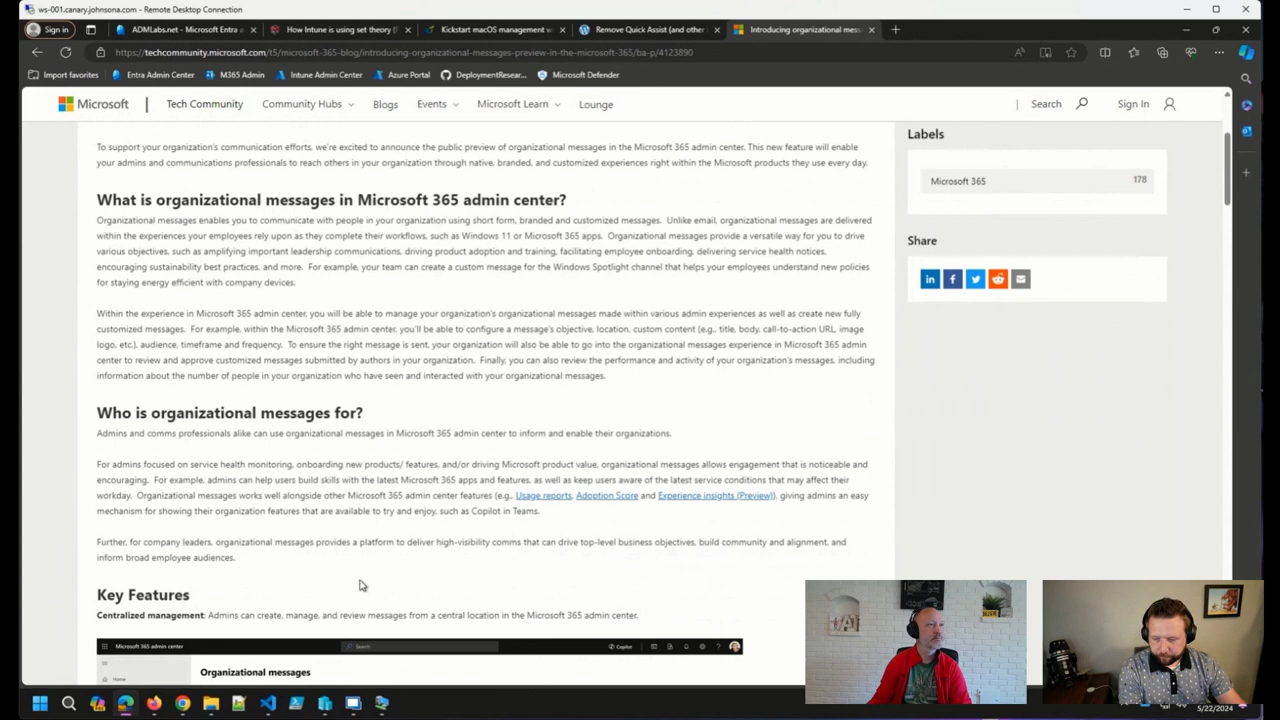 ws-001.canary.johnsona.com - Remote Desktop Connection
Sign in
ADMLabs.net - Microsoft Entra a
How Intune is using set theory (f
Kickstart macOS management w
Remove Quick Assist (and other
Introducing organizational mess
https://techcommunity.microsoft.com/t5/microsoft-365-blog/introducing-organizational-messages-preview-in-the-microsoft-365/ba-p/4123890
Import favorites
Entra Admin Center
M365 Admin
Intune Admin Center
Azure Portal
DeploymentResear...
Microsoft Defender
Microsoft
Tech Community
Community Hubs
Blogs
Events
Microsoft Learn
Lounge
Search
Sign In
To support your organization's communication efforts, we're excited to announce the public preview of organizational messages in the Microsoft 365 admin center. This new feature will enable
your admins and communications professionals to reach others in your organization through native, branded, and customized experiences right within the Microsoft products they use every day.
What is organizational messages in Microsoft 365 admin center?
Organizational messages enables you to communicate with people in your organization using short form, branded and customized messages. Unlike email, organizational messages are delivered
within the experiences your employees rely upon as they complete their workflows, such as Windows 11 or Microsoft 365 apps. Organizational messages provide a versatile way for you to drive
various objectives, such as amplifying important leadership communications, driving product adoption and training, facilitating employee onboarding, delivering service health notices,
encouraging sustainability best practices, and more. For example, your team can create a custom message for the Windows Spotlight channel that helps your employees understand new policies
for staying energy efficient with company devices.
Within the experience in Microsoft 365 admin center, you will be able to manage your organization's organizational messages made within various admin experiences as well as create new fully
customized messages. For example, within the Microsoft 365 admin center, you'll be able to configure a message's objective, location, custom content (e.g., title, body, call-to-action URL, image
logo, etc.), audience, timeframe and frequency. To ensure the right message is sent, your organization will also be able to go into the organizational messages experience in Microsoft 365 admin
center to review and approve customized messages submitted by authors in your organization. Finally, you can also review the performance and activity of your organization's messages, including
information about the number of people in your organization who have seen and interacted with your organizational messages.
Who is organizational messages for?
Admins and comms professionals alike can use organizational messages in Microsoft 365 admin center to inform and enable their organizations.
For admins focused on service health monitoring, onboarding new products/ features, and/or driving Microsoft product value, organizational messages allows engagement that is noticeable and
encouraging. For example, admins can help users build skills with the latest Microsoft 365 apps and features, as well as keep users aware of the latest service conditions that may affect their
workday. Organizational messages works well alongside other Microsoft 365 admin center features (e.g., Usage reports, Adoption Score and Experience insights (Preview)), giving admins an easy
mechanism for showing their organization features that are available to try and enjoy, such as Copilot in Teams.
Further, for company leaders, organizational messages provides a platform to deliver high-visibility comms that can drive top-level business objectives, build community and alignment, and
inform broad employee audiences.
Key Features
Centralized management: Admins can create, manage, and review messages from a central location in the Microsoft 365 admin center.
Microsoft 365 admin center
Search
Copilot
Home
Organizational messages
Labels
Microsoft 365
178
Share
5/22/2024